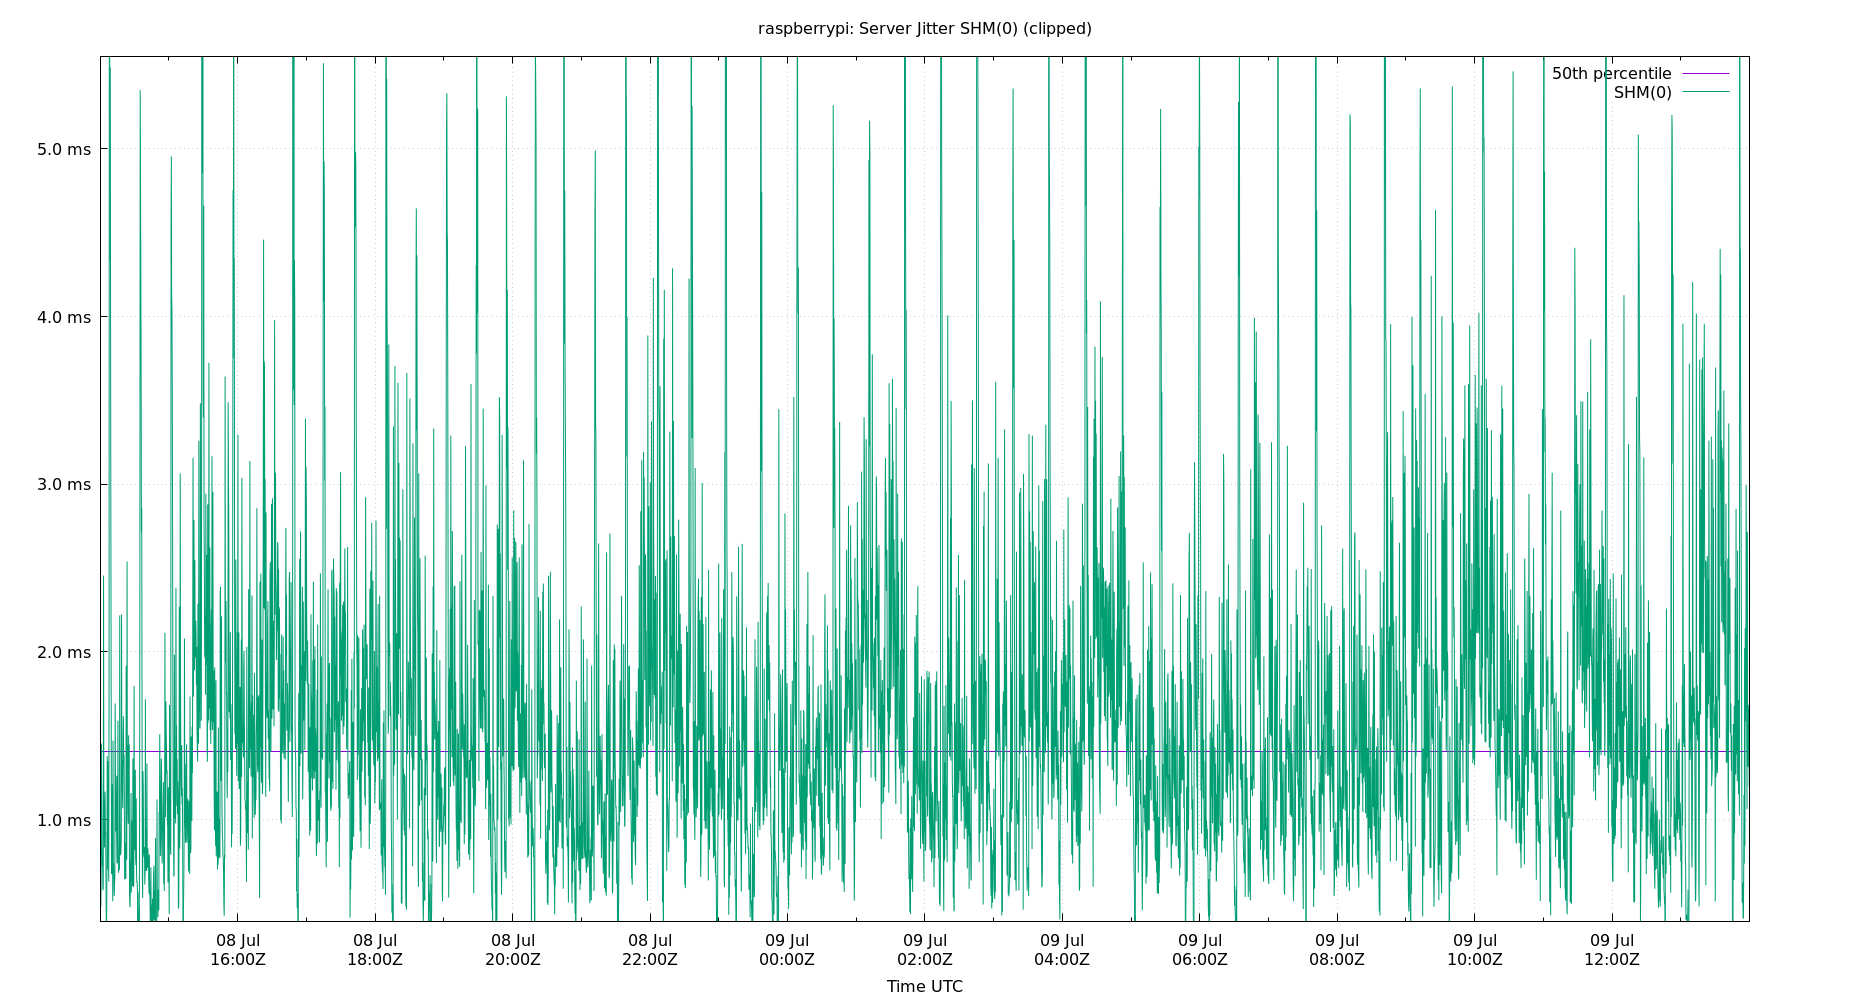 raspberrypi: Server Jitter SHM(0) (clipped)
50th percentile
SHM(0)
5.0 ms
4.0 ms
3.0 ms
2.0 ms
1.0 ms
08 Jul 08 Jul 08 Jul 08 Jul 09 Jul 09 Jul 09 Jul 09 Jul 09 Jul 09 Jul 09 Jul
16:00Z 18:00Z 20:00Z 22:00Z 00:00Z 02:00Z 04:00Z 06:00Z 08:00Z 10:00Z 12:00Z
Time UTC